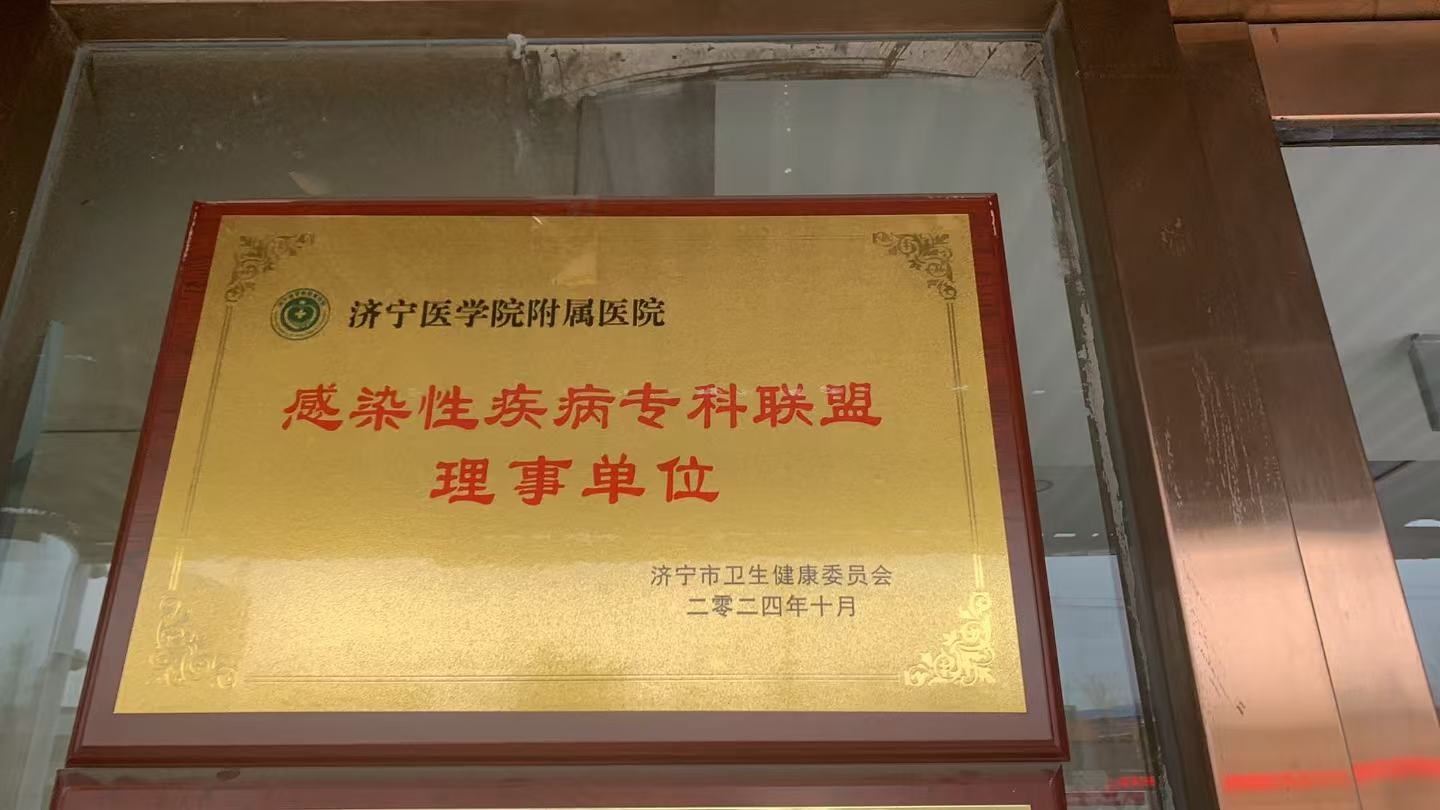 济宁医学院附属医院
感染性疾病专科联盟
理事单位
济宁市卫生健康委员会
二零二四年十月